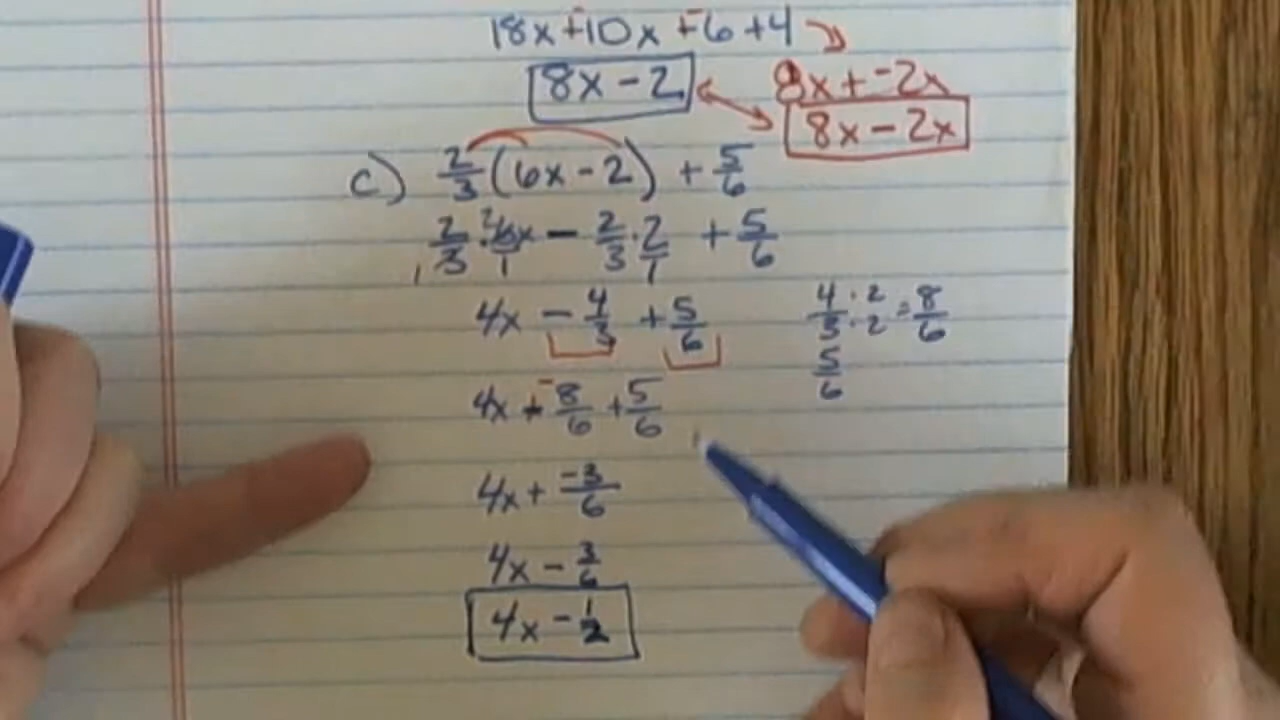 18x + -10x + -6 + 4
8x - 2
8x + -2x
8x - 2x
c) 2/3 (6x - 2) + 5/6
2/3 · 6x/1 - 2/3 · 2/1 + 5/6
2
1
4x - 4/3 + 5/6
4/3 · 2/2 = 8/6
5/6
4x + -8/6 + 5/6
4x + -3/6
4x - 3/6
4x - 1/2